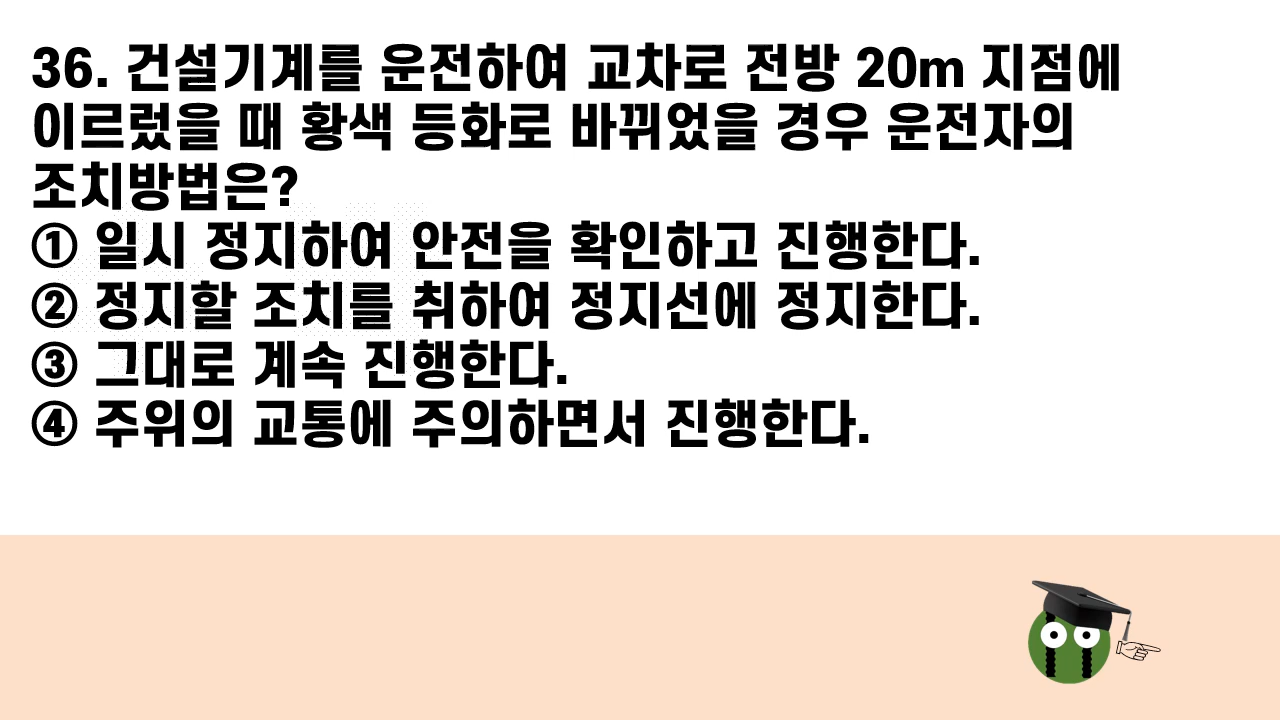 36. 건설기계를 운전하여 교차로 전방 20m 지점에
이르렀을 때 황색 등화로 바뀌었을 경우 운전자의
조치방법은?
① 일시 정지하여 안전을 확인하고 진행한다.
② 정지할 조치를 취하여 정지선에 정지한다.
③ 그대로 계속 진행한다.
④ 주위의 교통에 주의하면서 진행한다.